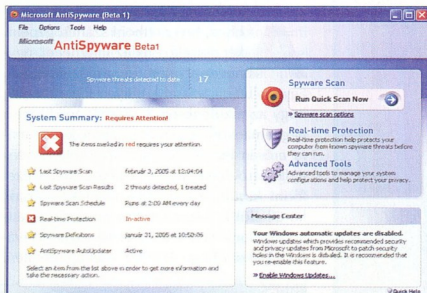 Microsoft AntiSpyware (Beta 1)
File Options Tools Help
Microsoft AntiSpyware Beta1
Spyware threats detected to date 17
System Summary: Requires Attention!
The items marked in red requires your attention.
Last Spyware Scan februar 2, 2005 at 12:04:04
Last Spyware Scan Results 2 threats detected, 1 treated
Spyware Scan Schedule Runs at 2:00 AM every day
Real-time Protection In-active
Spyware Definitions januar 21, 2005 at 10:50:06
AntiSpyware AutoUpdater Active
Select an item from the list above in order to get more information and
take the necessary action.
Spyware Scan
Run Quick Scan Now
» Spyware scan options
Real-time Protection
Real-time protection helps protects your
computer from known spyware threats before
they can run.
Advanced Tools
Advanced tools to manage your system
configurations and help protect your privacy.
Message Center
Your Windows automatic updates are disabled.
Windows updates which provides recommended security
and privacy updates from Microsoft to patch security
holes in the Windows is disabled. It is recommended that
you re-enable this feature.
» Enable Windows Updates...
Quick Help